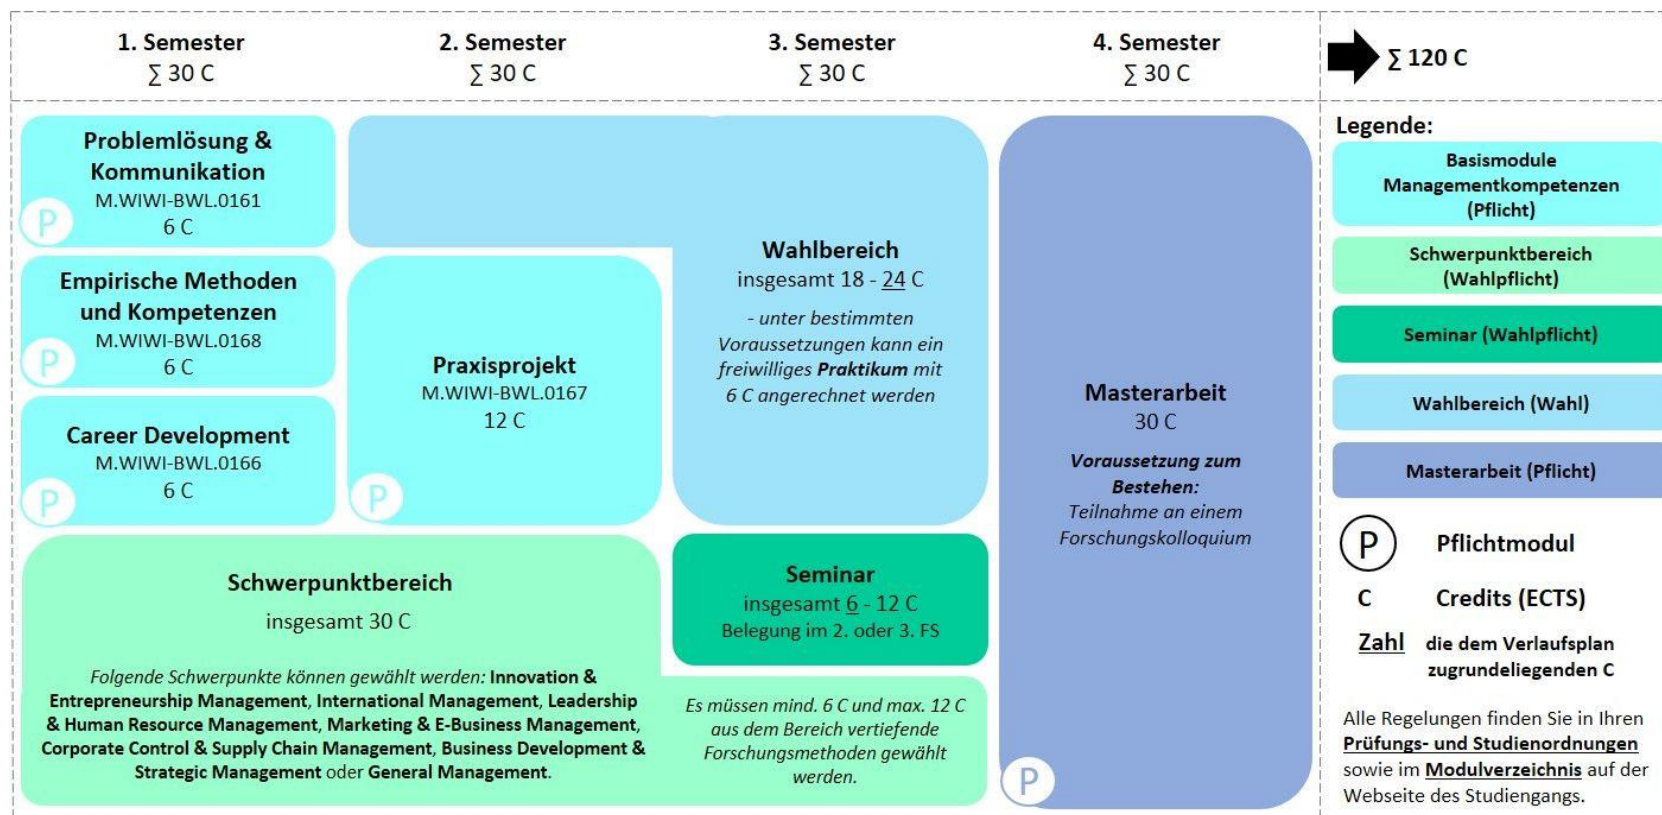 1. Semester
∑ 30 C
2. Semester
∑ 30 C
3. Semester
∑ 30 C
4. Semester
∑ 30 C
∑ 120 C
Problemlösung &
Kommunikation
M.WIWI-BWL.0161
6 C
P
Empirische Methoden
und Kompetenzen
M.WIWI-BWL.0168
6 C
P
Career Development
M.WIWI-BWL.0166
6 C
P
Praxisprojekt
M.WIWI-BWL.0167
12 C
P
Wahlbereich
insgesamt 18 - 24 C
- unter bestimmten
Voraussetzungen kann ein
freiwilliges Praktikum mit
6 C angerechnet werden
Schwerpunktbereich
insgesamt 30 C
Folgende Schwerpunkte können gewählt werden: Innovation &
Entrepreneurship Management, International Management, Leadership
& Human Resource Management, Marketing & E-Business Management,
Corporate Control & Supply Chain Management, Business Development &
Strategic Management oder General Management.
Seminar
insgesamt 6 - 12 C
Belegung im 2. oder 3. FS
Es müssen mind. 6 C und max. 12 C
aus dem Bereich vertiefende
Forschungsmethoden gewählt
werden.
Masterarbeit
30 C
Voraussetzung zum
Bestehen:
Teilnahme an einem
Forschungskolloquium
P
Legende:
Basismodule
Managementkompetenzen
(Pflicht)
Schwerpunktbereich
(Wahlpflicht)
Seminar (Wahlpflicht)
Wahlbereich (Wahl)
Masterarbeit (Pflicht)
P Pflichtmodul
C Credits (ECTS)
Zahl die dem Verlaufsplan
zugrundeliegenden C
Alle Regelungen finden Sie in Ihren
Prüfungs- und Studienordnungen
sowie im Modulverzeichnis auf der
Webseite des Studiengangs.